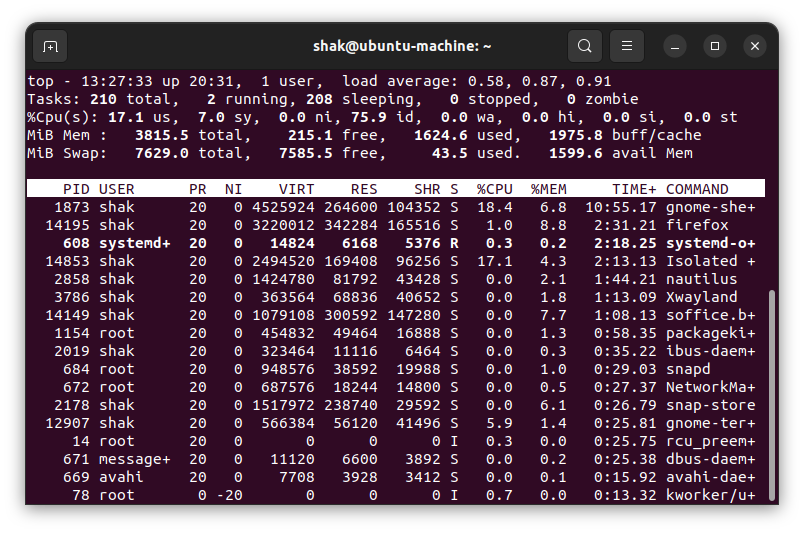 shak@ubuntu-machine: ~
top - 13:27:33 up 20:31,  1 user,  load average: 0.58, 0.87, 0.91
Tasks: 210 total,   2 running, 208 sleeping,   0 stopped,   0 zombie
%Cpu(s): 17.1 us,  7.0 sy,  0.0 ni, 75.9 id,  0.0 wa,  0.0 hi,  0.0 si,  0.0 st
MiB Mem :   3815.5 total,    215.1 free,   1624.6 used,   1975.8 buff/cache
MiB Swap:   7629.0 total,   7585.5 free,     43.5 used.   1599.6 avail Mem
    PID USER      PR  NI    VIRT    RES    SHR S  %CPU  %MEM     TIME+ COMMAND
   1873 shak      20   0 4525924 264600 104352 S  18.4   6.8  10:55.17 gnome-she+
  14195 shak      20   0 3220012 342284 165516 S   1.0   8.8   2:31.21 firefox
    608 systemd+  20   0   14824   6168   5376 R   0.3   0.2   2:18.25 systemd-o+
  14853 shak      20   0 2494520 169408  96256 S  17.1   4.3   2:13.13 Isolated +
   2858 shak      20   0 1424780  81792  43428 S   0.0   2.1   1:44.21 nautilus
   3786 shak      20   0  363564  68836  40652 S   0.0   1.8   1:13.09 Xwayland
  14149 shak      20   0 1079108 300592 147280 S   0.0   7.7   1:08.13 soffice.b+
   1154 root      20   0  454832  49464  16888 S   0.0   1.3   0:58.35 packageki+
   2019 shak      20   0  323464  11116   6464 S   0.0   0.3   0:35.22 ibus-daem+
    684 root      20   0  948576  38592  19988 S   0.0   1.0   0:29.03 snapd
    672 root      20   0  687576  18244  14800 S   0.0   0.5   0:27.37 NetworkMa+
   2178 shak      20   0 1517972 238740  29592 S   0.0   6.1   0:26.79 snap-store
  12907 shak      20   0  566384  56120  41496 S   5.9   1.4   0:25.81 gnome-ter+
     14 root      20   0       0      0      0 I   0.3   0.0   0:25.75 rcu_preem+
    671 message+  20   0   11120   6600   3892 S   0.0   0.2   0:25.38 dbus-daem+
    669 avahi     20   0    7708   3928   3412 S   0.0   0.1   0:15.92 avahi-dae+
     78 root       0 -20       0      0      0 I   0.7   0.0   0:13.32 kworker/u+